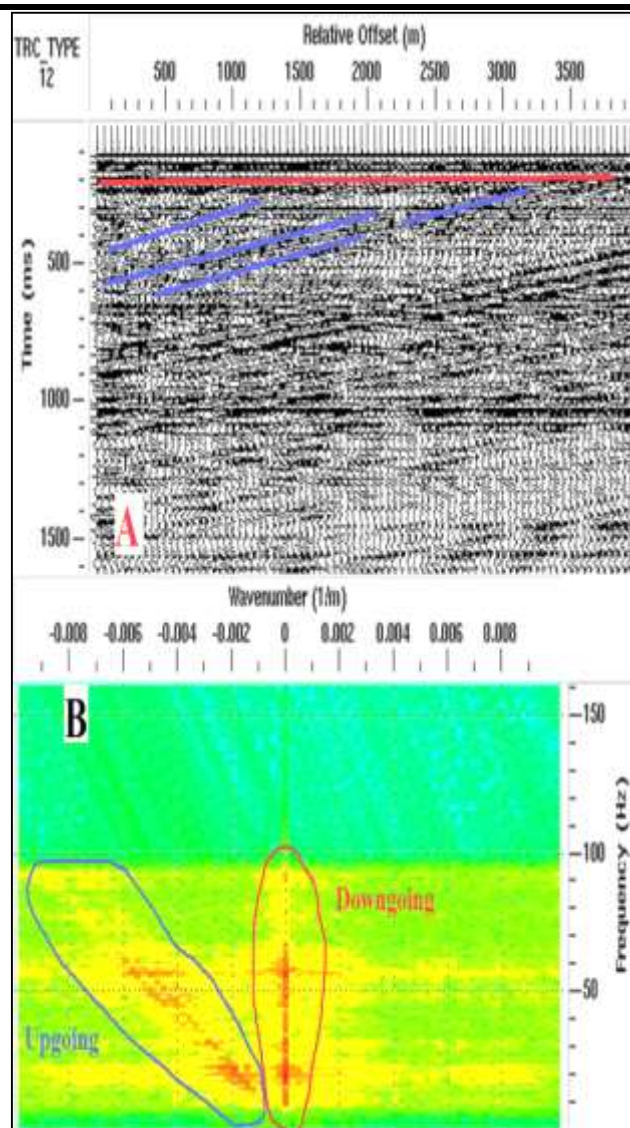 Relative Offset (m)
TRC_TYPE
12
500 1000 1500 2000 2500 3000 3500
Time (ms)
500
1000
1500
A
Wavenumber (1/m)
-0.008 -0.006 -0.004 -0.002 0 0.002 0.004 0.006 0.008
B
150
100
50
Frequency (Hz)
Downgoing
Upgoing